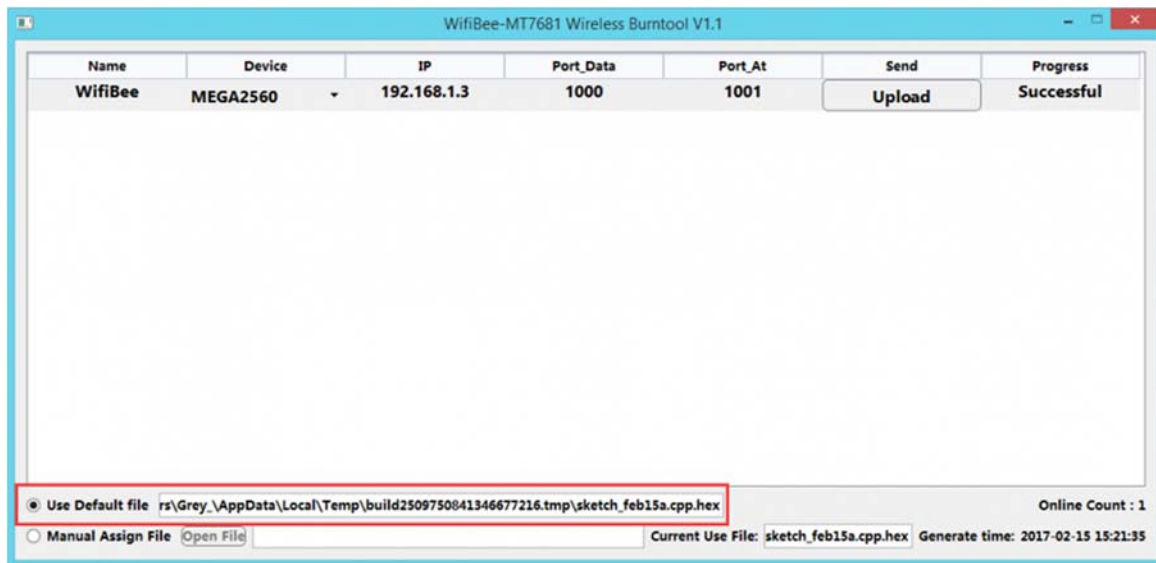 WifiBee-MT7681 Wireless Burntool V1.1
Name Device IP Port_Data Port_At Send Progress
WifiBee MEGA2560 192.168.1.3 1000 1001 Upload Successful
Use Default file rs\Grey_\AppData\Local\Temp\build2509750841346677216.tmp\sketch_feb15a.cpp.hex Online Count : 1
Manual Assign File Open File Current Use File: sketch_feb15a.cpp.hex Generate time: 2017-02-15 15:21:35